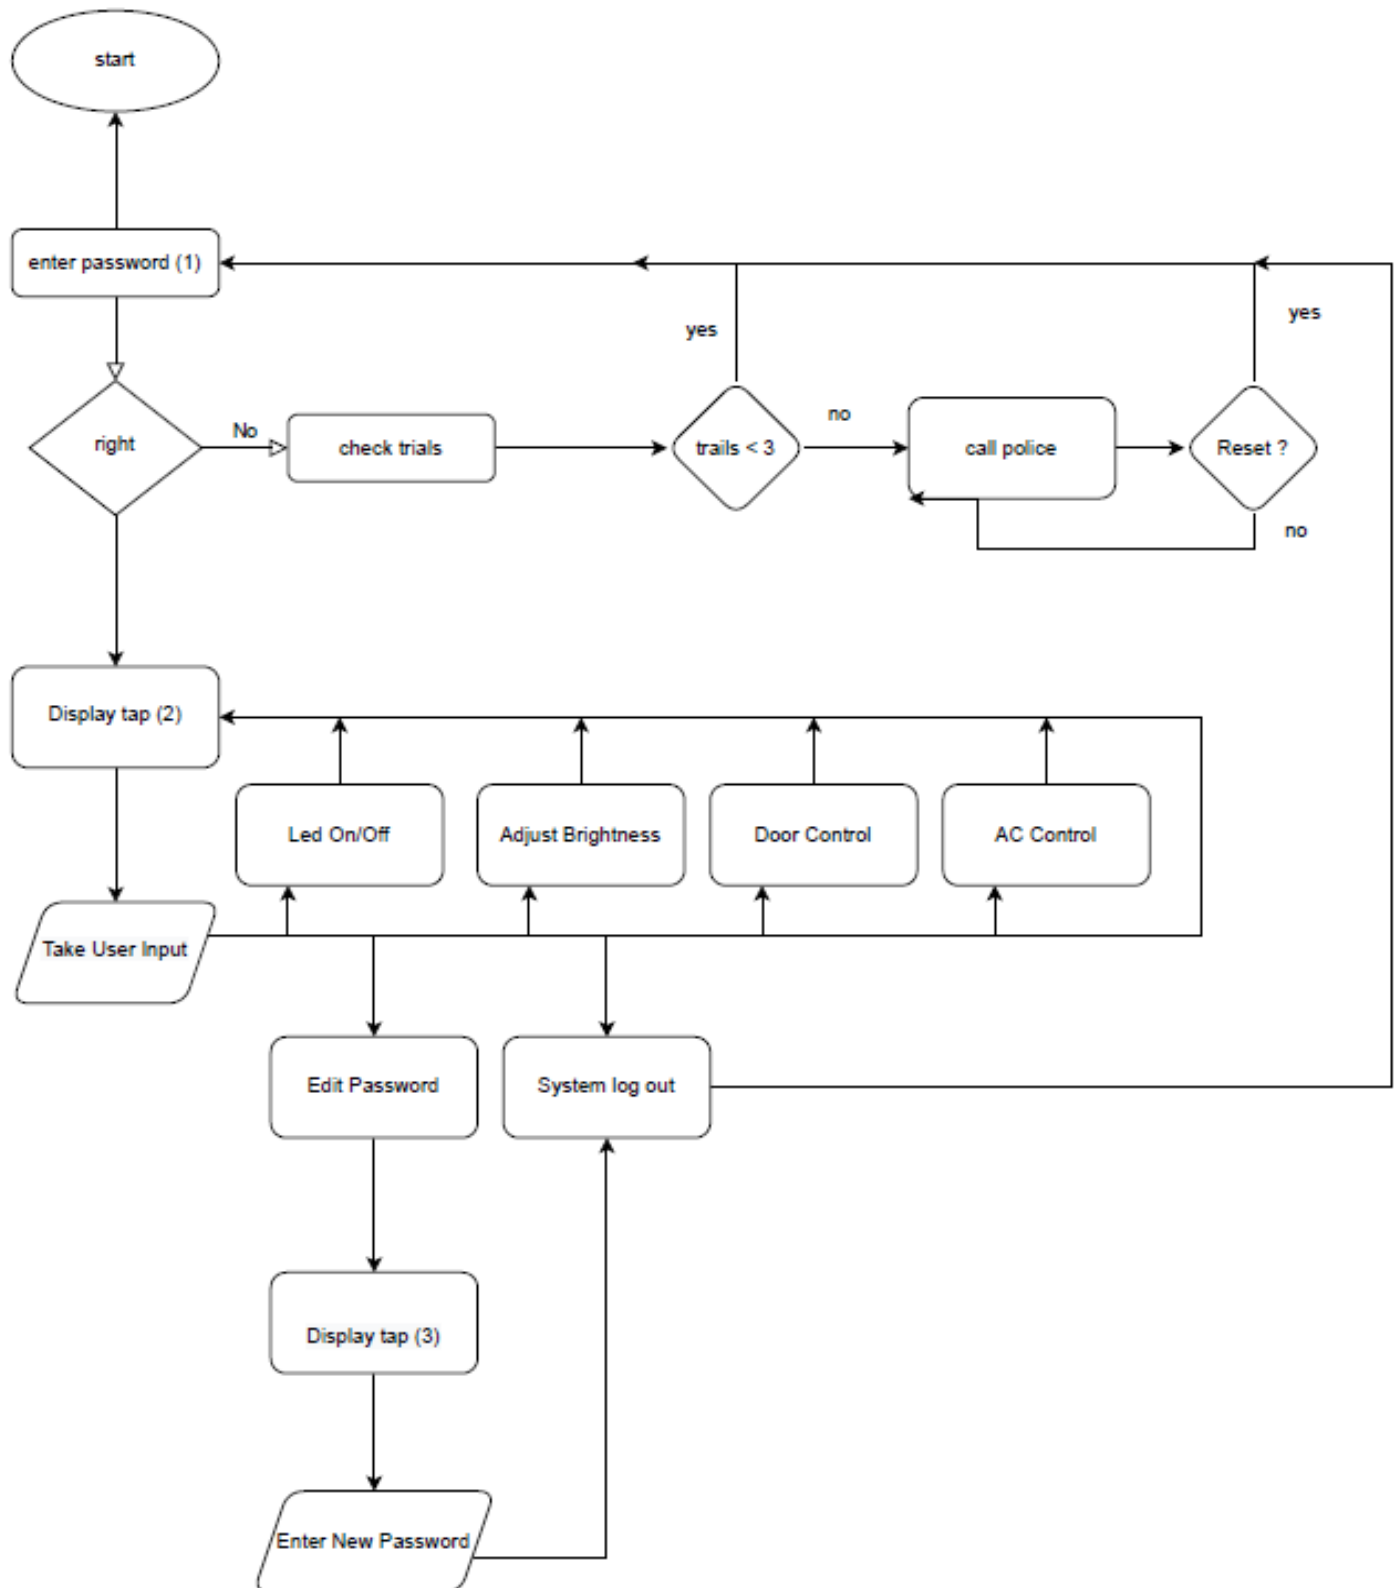 start
enter password (1)
yes
yes
right
No
check trials
trails < 3
no
call police
Reset ?
no
Display tap (2)
Led On/Off
Adjust Brightness
Door Control
AC Control
Take User Input
Edit Password
System log out
Display tap (3)
Enter New Password